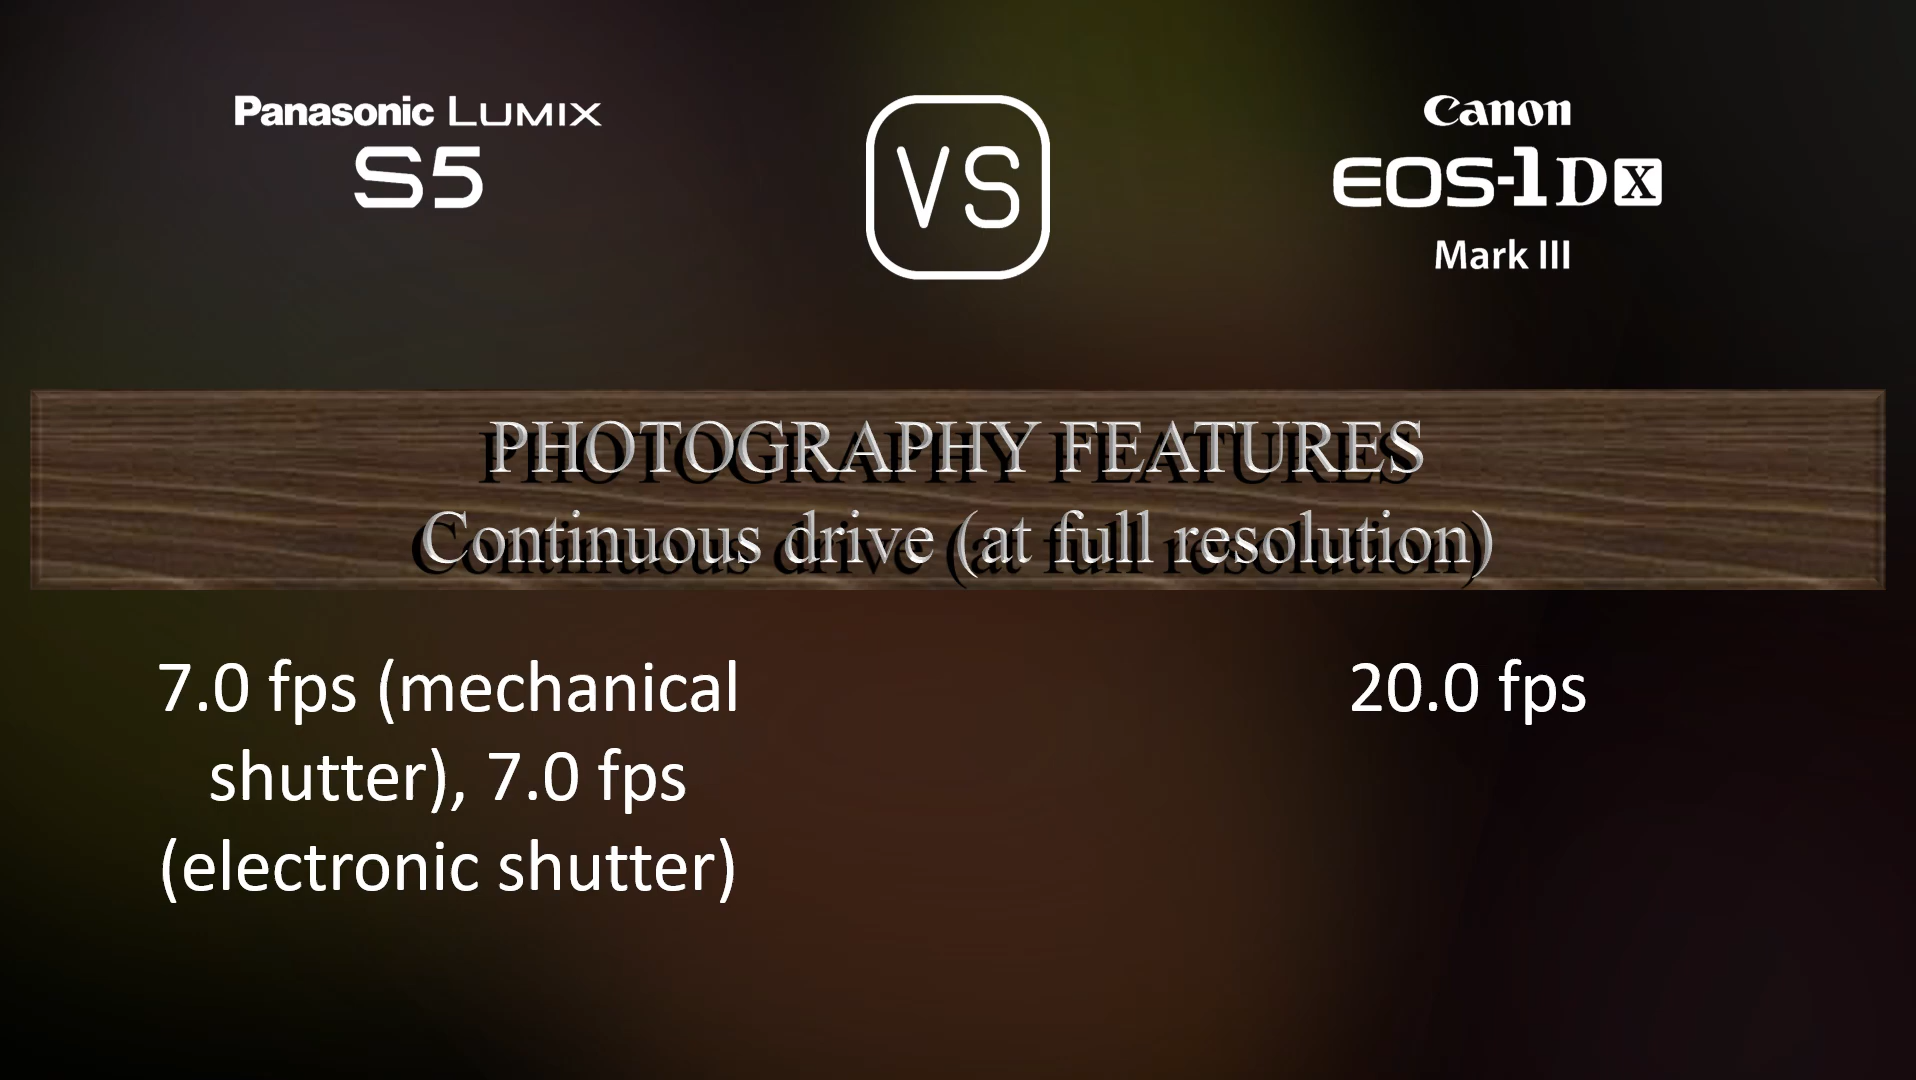 Panasonic LUMIX
S5
VS
Canon
EOS-1D X
Mark III
PHOTOGRAPHY FEATURES
Continuous drive (at full resolution)
7.0 fps (mechanical
shutter), 7.0 fps
(electronic shutter)
20.0 fps